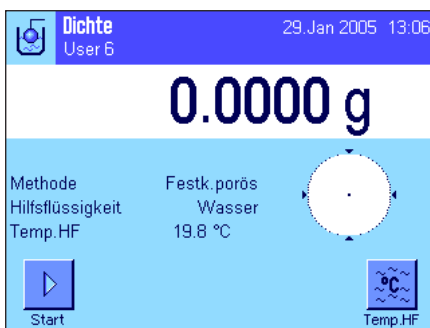 Dichte
29.Jan 2005 13:06
User 6
0.0000 g
Methode Festk.porös
Hilfsflüssigkeit Wasser
Temp.HF 19.8 °C
°C
Start
Temp.HF